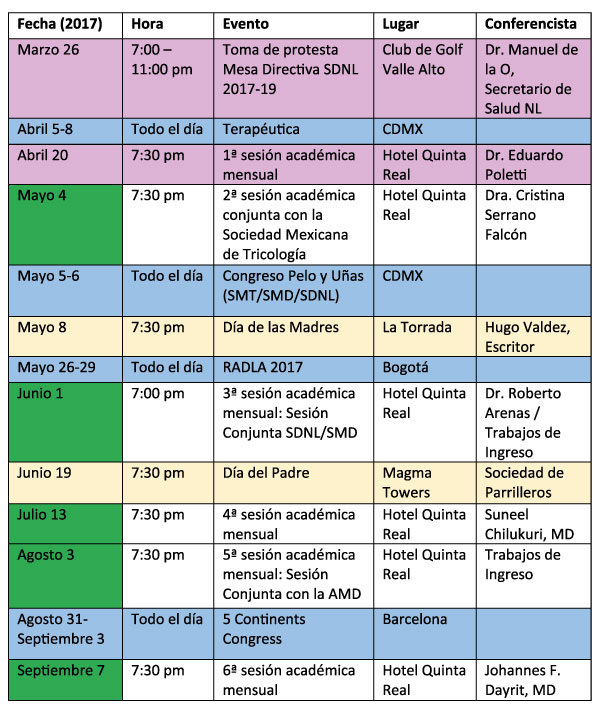 Fecha (2017) Hora Evento Lugar Conferencista
Marzo 26 7:00 – Toma de protesta Club de Golf Dr. Manuel de
11:00 pm Mesa Directiva SDNL Valle Alto la O,
2017-19 Secretario de
Salud NL
Abril 5-8 Todo el día Terapéutica CDMX
Abril 20 7:30 pm 1ª sesión académica Hotel Quinta Dr. Eduardo
mensual Real Poletti
Mayo 4 7:30 pm 2ª sesión académica Hotel Quinta Dra. Cristina
conjunta con la Real Serrano
Sociedad Mexicana Falcón
de Tricología
Mayo 5-6 Todo el día Congreso Pelo y Uñas CDMX
(SMT/SMD/SDNL)
Mayo 8 7:30 pm Día de las Madres La Torrada Hugo Valdez,
Escritor
Mayo 26-29 Todo el día RADLA 2017 Bogotá
Junio 1 7:00 pm 3ª sesión académica Hotel Quinta Dr. Roberto
mensual: Sesión Real Arenas /
Conjunta SDNL/SMD Trabajos de
Ingreso
Junio 19 7:30 pm Día del Padre Magma Sociedad de
Towers Parrilleros
Julio 13 7:30 pm 4ª sesión académica Hotel Quinta Suneel
mensual Real Chilukuri, MD
Agosto 3 7:30 pm 5ª sesión académica Hotel Quinta Trabajos de
mensual: Sesión Real Ingreso
Conjunta con la AMD
Agosto 31- Todo el día 5 Continents Barcelona
Septiembre 3 Congress
Septiembre 7 7:30 pm 6ª sesión académica Hotel Quinta Johannes F.
mensual Real Dayrit, MD